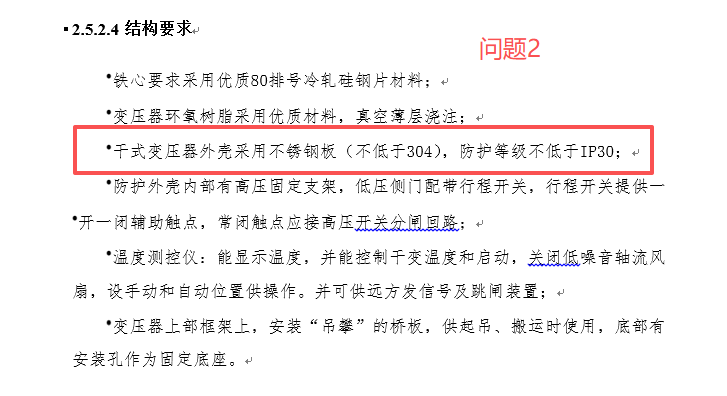 2.5.2.4 结构要求
问题2
•铁心要求采用优质80排号冷轧硅钢片材料；
•变压器环氧树脂采用优质材料，真空薄层浇注；
•干式变压器外壳采用不锈钢板（不低于304），防护等级不低于IP30；
•防护外壳内部有高压固定支架，低压侧门配带行程开关，行程开关提供一
•开一闭辅助触点，常闭触点应接高压开关分闸回路；
•温度测控仪：能显示温度，并能控制干变温度和启动，关闭低噪音轴流风
扇，设手动和自动位置供操作。并可供远方发信号及跳闸装置；
•变压器上部框架上，安装“吊攀”的桥板，供起吊、搬运时使用，底部有
安装孔作为固定底座。